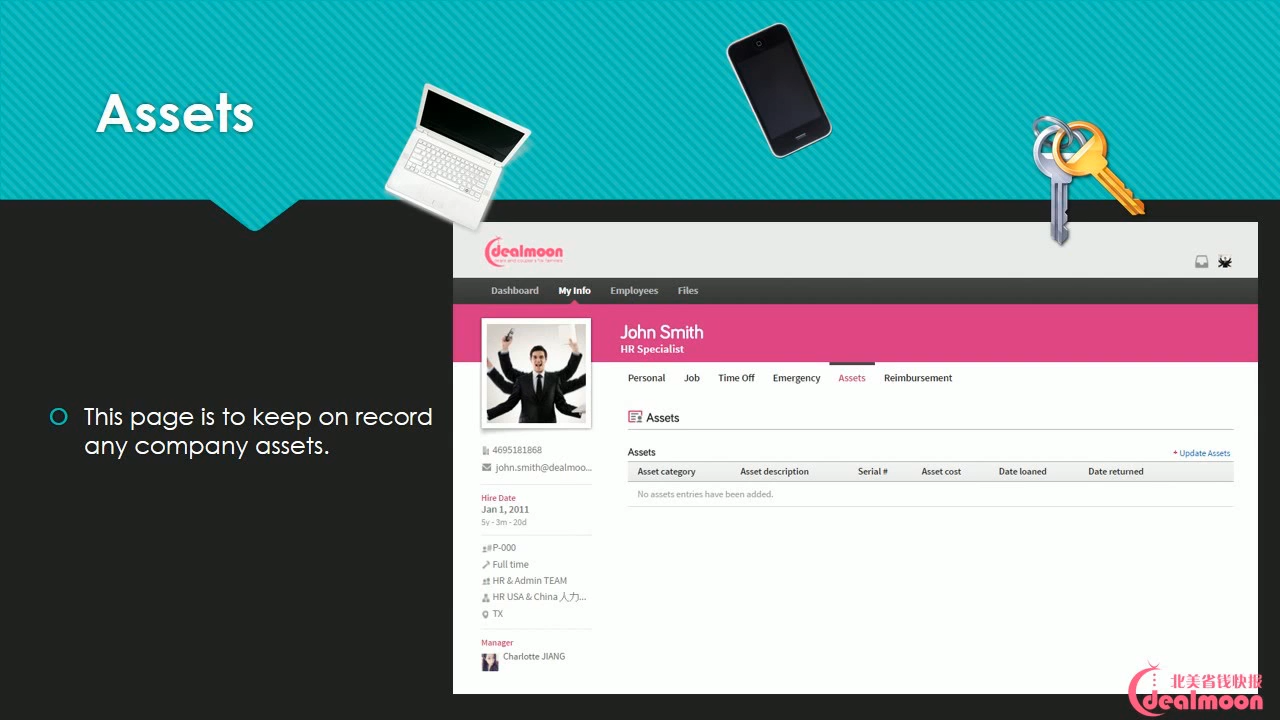 Assets
This page is to keep on record
any company assets.
dealmoon
Dashboard My Info Employees Files
John Smith
HR Specialist
Personal Job Time Off Emergency Assets Reimbursement
Assets
Assets
+ Update Assets
Asset category Asset description Serial # Asset cost Date loaned Date returned
No assets entries have been added.
4695181868
john.smith@dealmoo...
Hire Date
Jan 1, 2011
5y - 3m - 20d
#P-000
Full time
HR & Admin TEAM
HR USA & China 人力...
TX
Manager
Charlotte JIANG
北美省钱快报
dealmoon